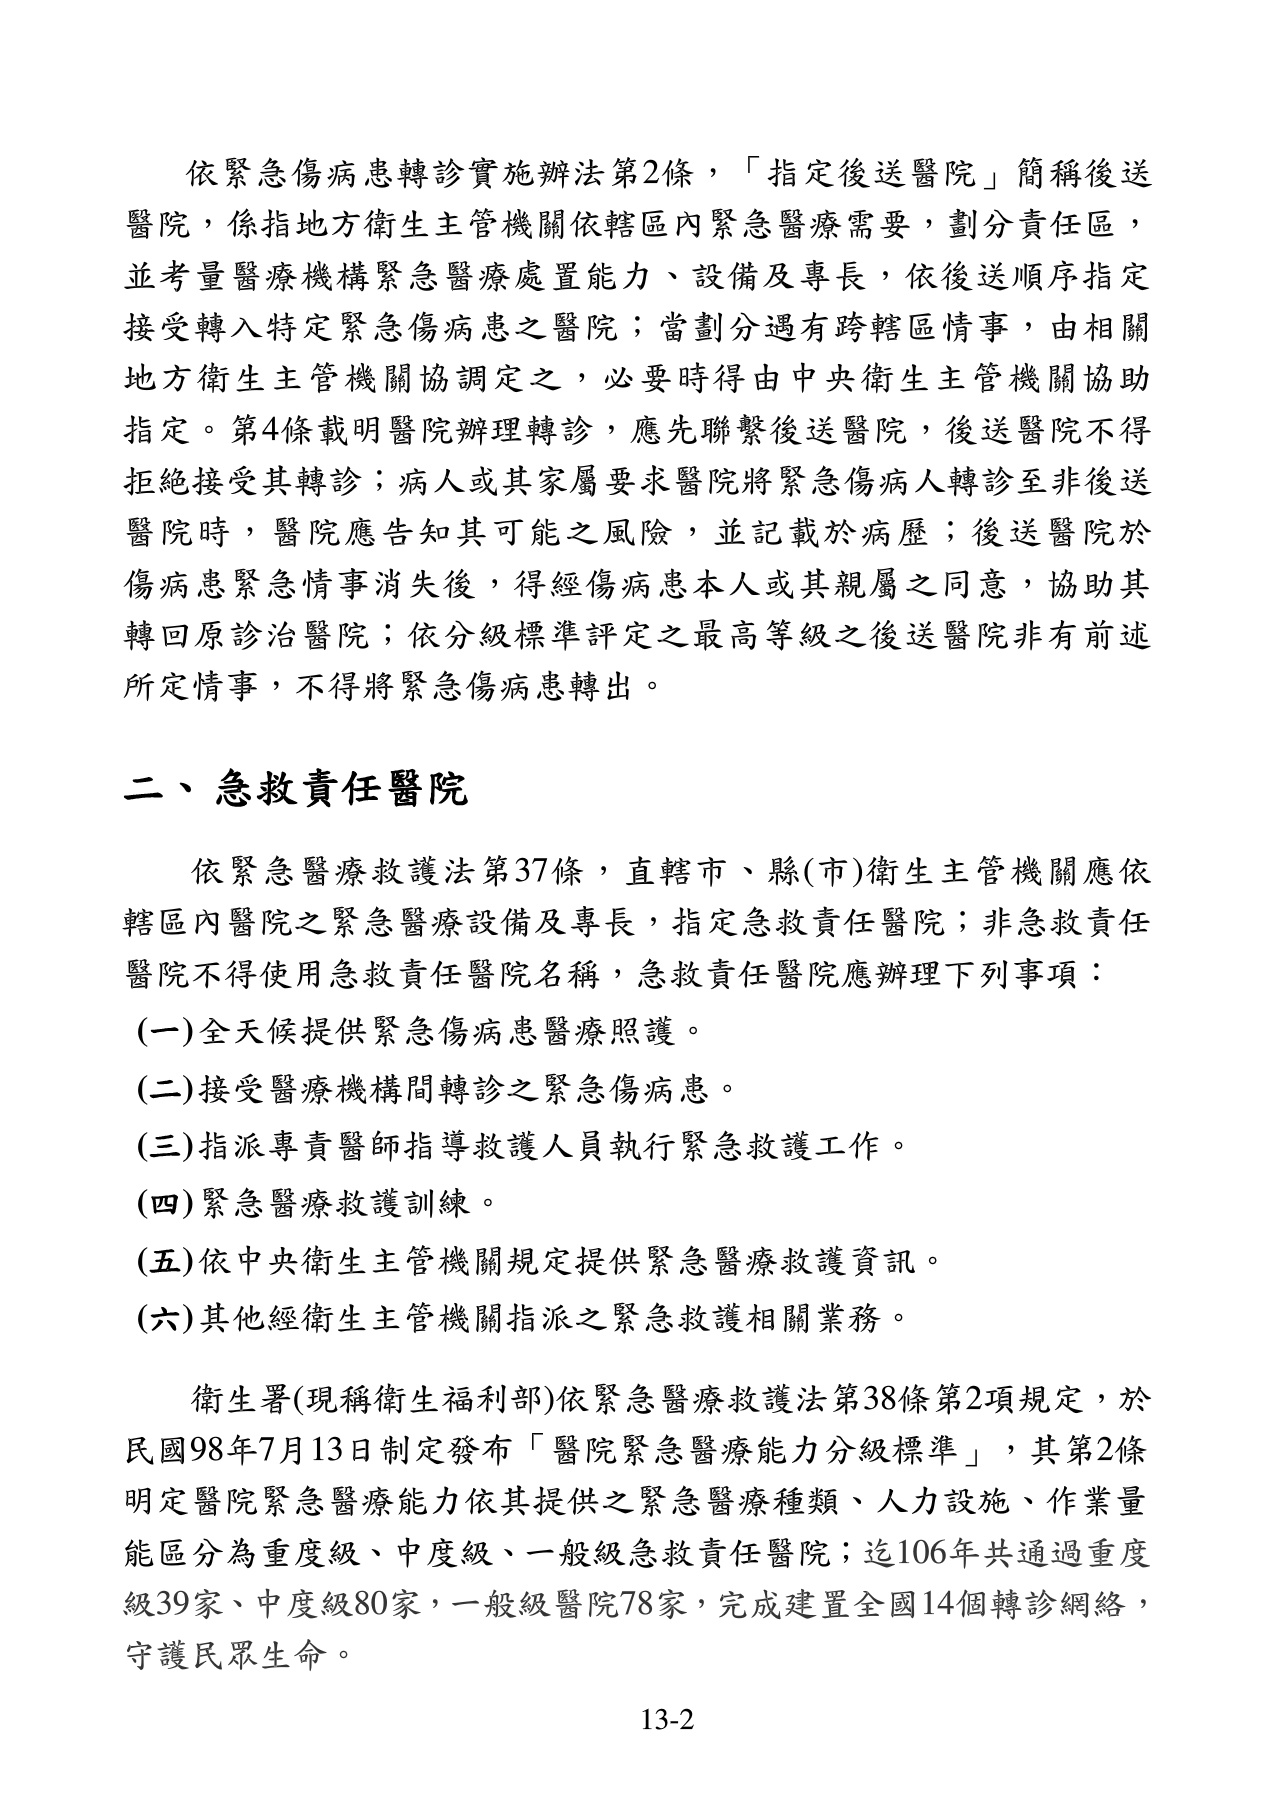 依緊急傷病患轉診實施辦法第2條，「指定後送醫院」簡稱後送
醫院，係指地方衛生主管機關依轄區內緊急醫療需要，劃分責任區，
並考量醫療機構緊急醫療處置能力、設備及專長，依後送順序指定
接受轉入特定緊急傷病患之醫院；當劃分遇有跨轄區情事，由相關
地方衛生主管機關協調定之，必要時得由中央衛生主管機關協助
指定。第4條載明醫院辦理轉診，應先聯繫後送醫院，後送醫院不得
拒絕接受其轉診；病人或其家屬要求醫院將緊急傷病人轉診至非後送
醫院時，醫院應告知其可能之風險，並記載於病歷；後送醫院於
傷病患緊急情事消失後，得經傷病患本人或其親屬之同意，協助其
轉回原診治醫院；依分級標準評定之最高等級之後送醫院非有前述
所定情事，不得將緊急傷病患轉出。
二、急救責任醫院
依緊急醫療救護法第37條，直轄市、縣(市)衛生主管機關應依
轄區內醫院之緊急醫療設備及專長，指定急救責任醫院；非急救責任
醫院不得使用急救責任醫院名稱，急救責任醫院應辦理下列事項：
(一)全天候提供緊急傷病患醫療照護。
(二)接受醫療機構間轉診之緊急傷病患。
(三)指派專責醫師指導救護人員執行緊急救護工作。
(四)緊急醫療救護訓練。
(五)依中央衛生主管機關規定提供緊急醫療救護資訊。
(六)其他經衛生主管機關指派之緊急救護相關業務。
衛生署(現稱衛生福利部)依緊急醫療救護法第38條第2項規定，於
民國98年7月13日制定發布「醫院緊急醫療能力分級標準」，其第2條
明定醫院緊急醫療能力依其提供之緊急醫療種類、人力設施、作業量
能區分為重度級、中度級、一般級急救責任醫院；迄106年共通過重度
級39家、中度級80家，一般級醫院78家，完成建置全國14個轉診網絡，
守護民眾生命。
13-2